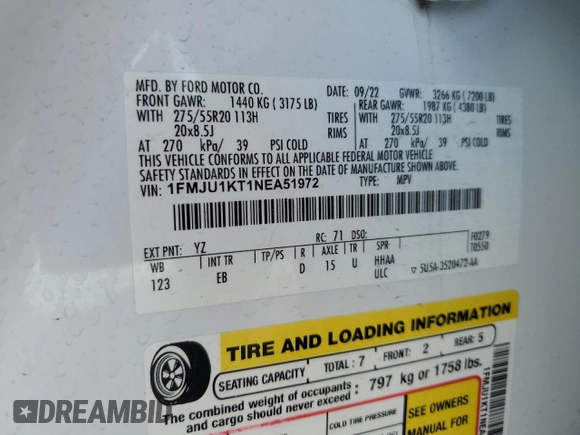 MFD. BY FORD MOTOR CO.
DATE: 09/22 GVWR: 3266 KG (7200 LB)
FRONT GAWR: 1440 KG (3175 LB) REAR GAWR: 1987 KG (4380 LB)
WITH 275/55R20 113H TIRES WITH 275/55R20 113H TIRES
20x8.5J RIMS 20x8.5J RIMS
AT 270 kPa/ 39 PSI COLD AT 270 kPa/ 39 PSI COLD
THIS VEHICLE CONFORMS TO ALL APPLICABLE FEDERAL MOTOR VEHICLE
SAFETY STANDARDS IN EFFECT ON THE DATE OF MANUFACTURE SHOWN ABOVE.
VIN: 1FMJU1KT1NEA51972 TYPE: MPV
EXT PNT: YZ RC: 71 DSO: F0279
WB INT TR TP/PS R AXLE TR SPR T0550
123 EB D 15 U HHAA
ULC 5U5A-3520472-AA
TIRE AND LOADING INFORMATION
SEATING CAPACITY TOTAL: 7 FRONT: 2 REAR: 5
The combined weight of occupants
and cargo should never exceed: 797 kg or 1758 lbs.
COLD TIRE PRESSURE
SEE OWNERS
MANUAL FOR
1FMJU1KT1NEA
DREAMBID